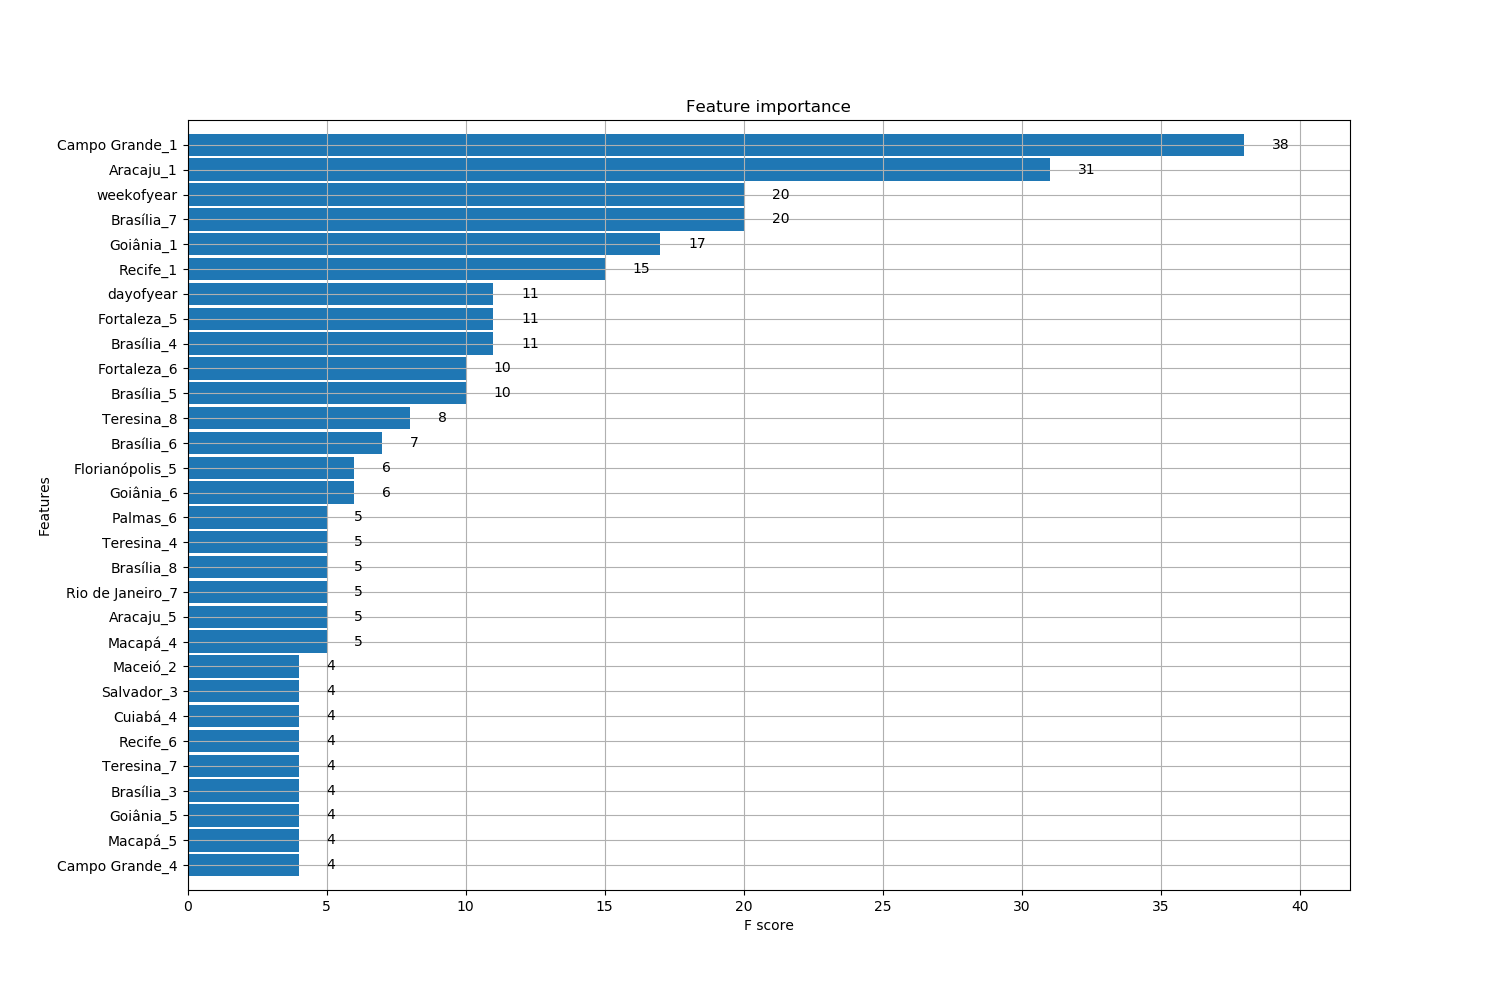 Feature importance
Campo Grande_1 38
Aracaju_1 31
weekofyear 20
Brasília_7 20
Goiânia_1 17
Recife_1 15
dayofyear 11
Fortaleza_5 11
Brasília_4 11
Fortaleza_6 10
Brasília_5 10
Teresina_8 8
Brasília_6 7
Florianópolis_5 6
Goiânia_6 6
Palmas_6 5
Teresina_4 5
Brasília_8 5
Rio de Janeiro_7 5
Aracaju_5 5
Macapá_4 5
Maceió_2 4
Salvador_3 4
Cuiabá_4 4
Recife_6 4
Teresina_7 4
Brasília_3 4
Goiânia_5 4
Macapá_5 4
Campo Grande_4 4
Features
0 5 10 15 20 25 30 35 40
F score